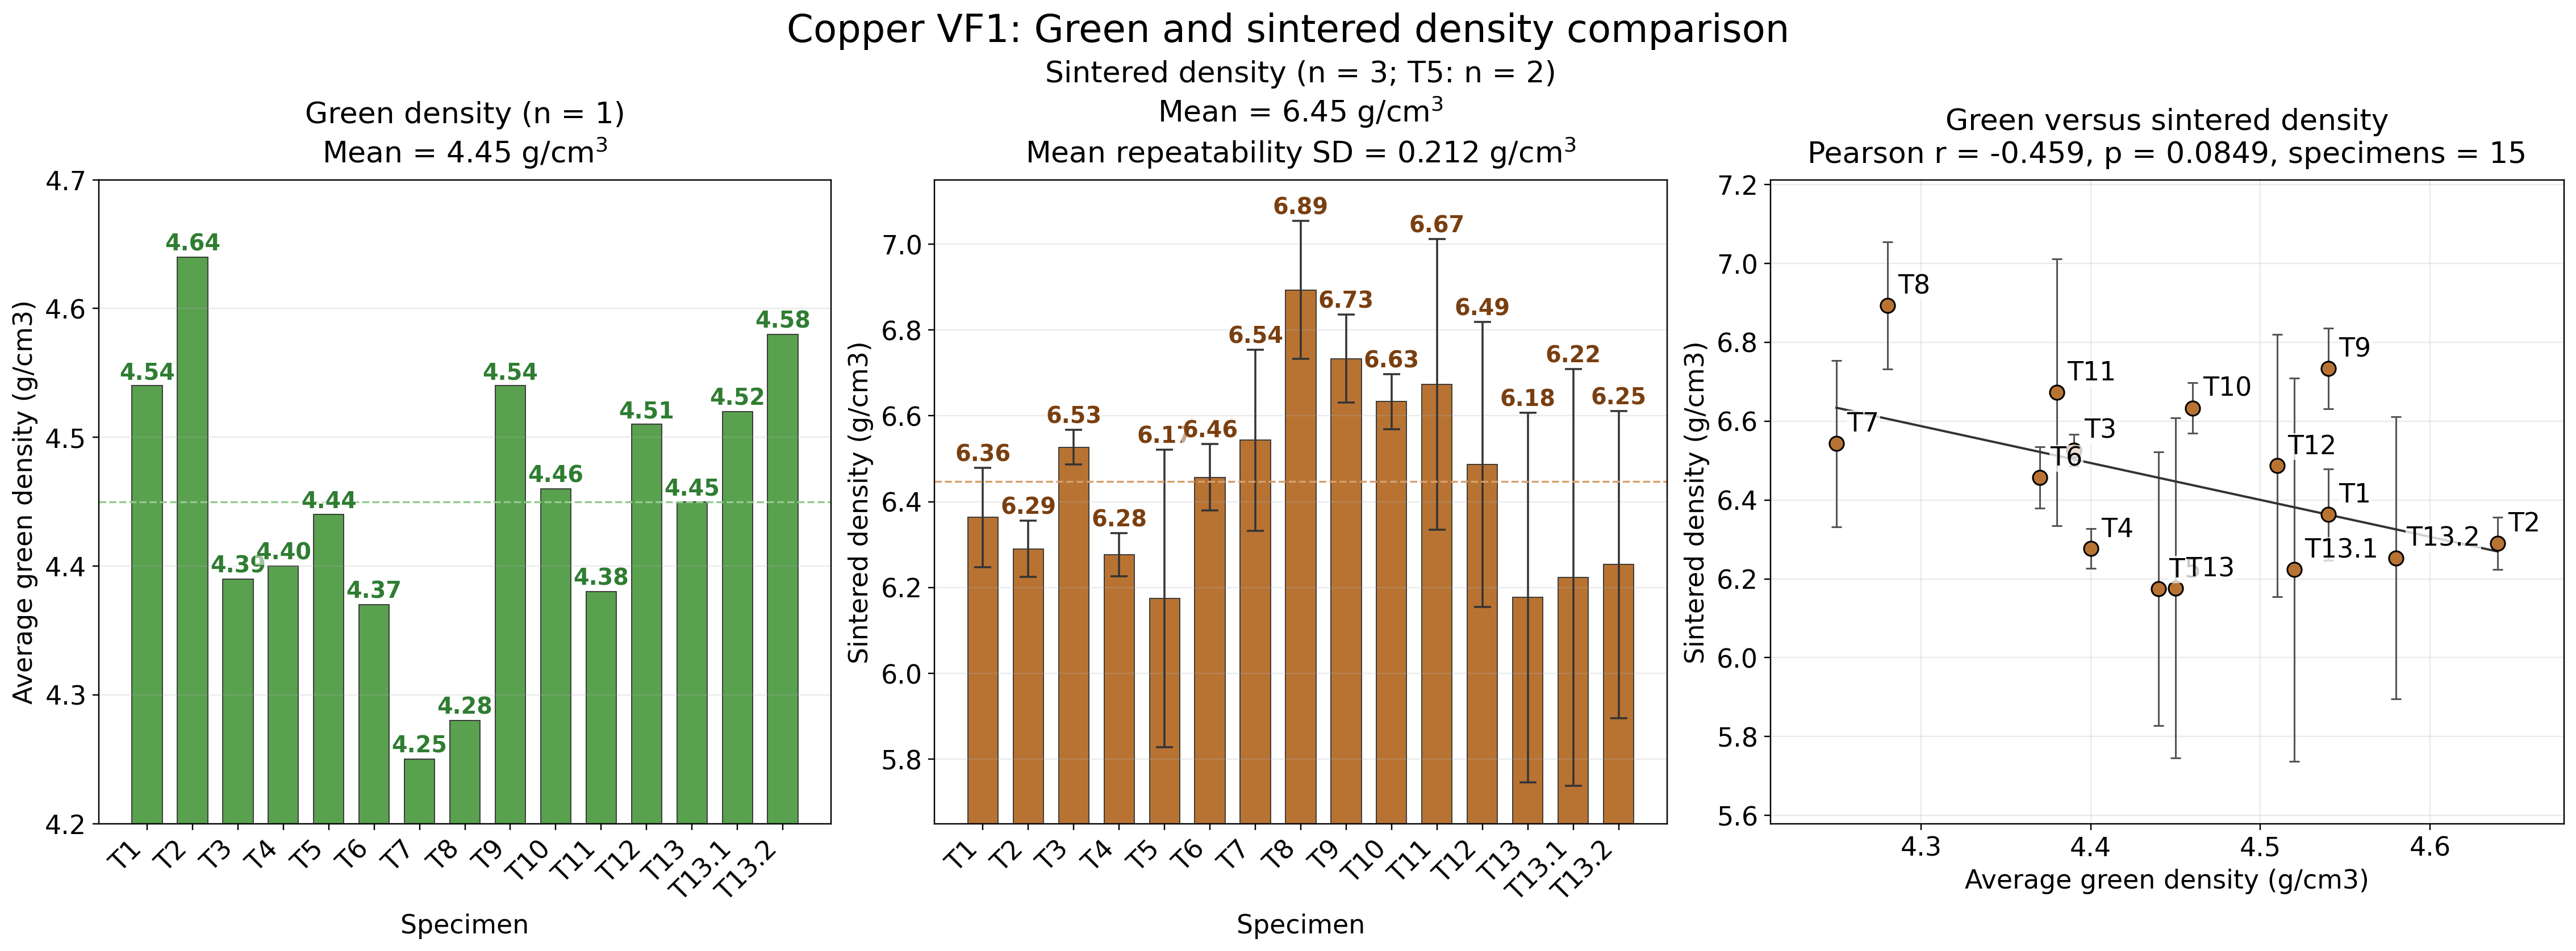 Copper VF1: Green and sintered density comparison
Green density (n = 1)
Mean = 4.45 g/cm³
4.7
4.6
4.5
4.4
4.3
4.2
Average green density (g/cm3)
4.54
4.64
4.39
4.40
4.44
4.37
4.25
4.28
4.54
4.46
4.38
4.51
4.45
4.52
4.58
T1
T2
T3
T4
T5
T6
T7
T8
T9
T10
T11
T12
T13
T13.1
T13.2
Specimen
Sintered density (n = 3; T5: n = 2)
Mean = 6.45 g/cm³
Mean repeatability SD = 0.212 g/cm³
7.0
6.8
6.6
6.4
6.2
6.0
5.8
Sintered density (g/cm3)
6.36
6.29
6.53
6.28
6.17
6.46
6.54
6.89
6.73
6.63
6.67
6.49
6.18
6.22
6.25
T1
T2
T3
T4
T5
T6
T7
T8
T9
T10
T11
T12
T13
T13.1
T13.2
Specimen
Green versus sintered density
Pearson r = -0.459, p = 0.0849, specimens = 15
7.2
7.0
6.8
6.6
6.4
6.2
6.0
5.8
5.6
Sintered density (g/cm3)
T8
T9
T11
T10
T7
T3
T6
T12
T1
T4
T2
T13.2
T13.1
T5
T13
4.3
4.4
4.5
4.6
Average green density (g/cm3)